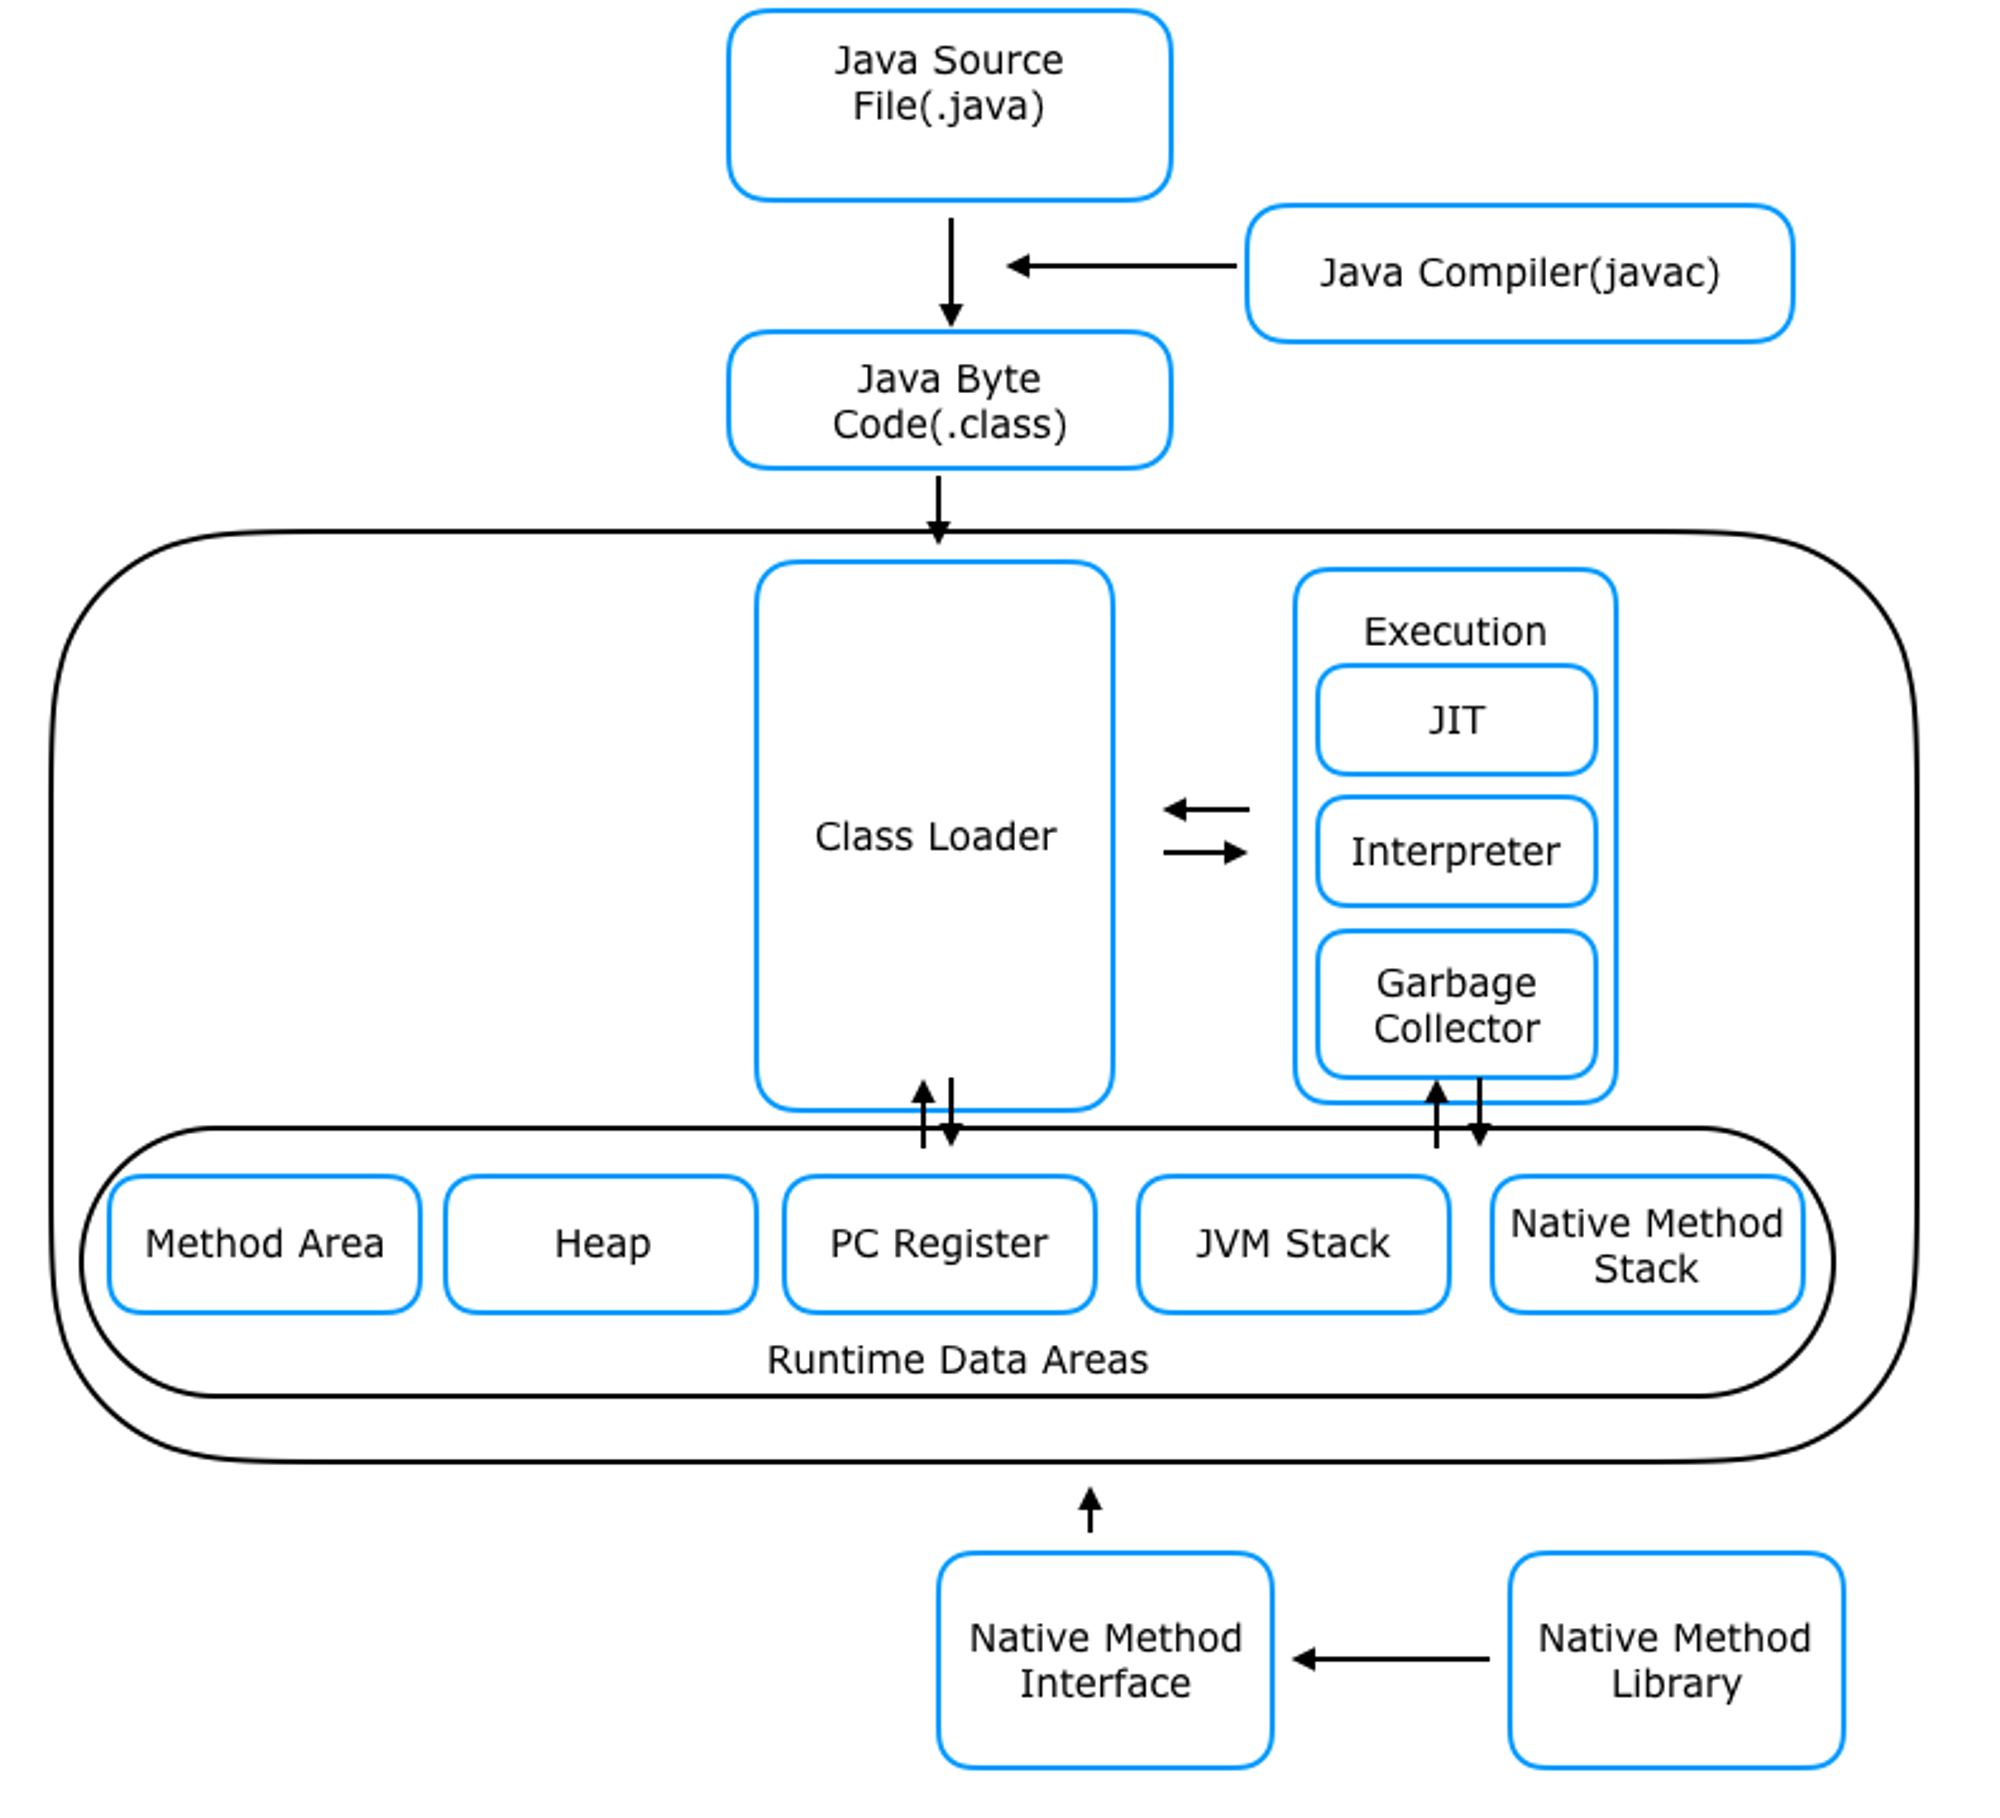 Java Source
File(.java)
Java Compiler(javac)
Java Byte
Code(.class)
Class Loader
Execution
JIT
Interpreter
Garbage
Collector
Method Area
Heap
PC Register
JVM Stack
Native Method
Stack
Runtime Data Areas
Native Method
Interface
Native Method
Library